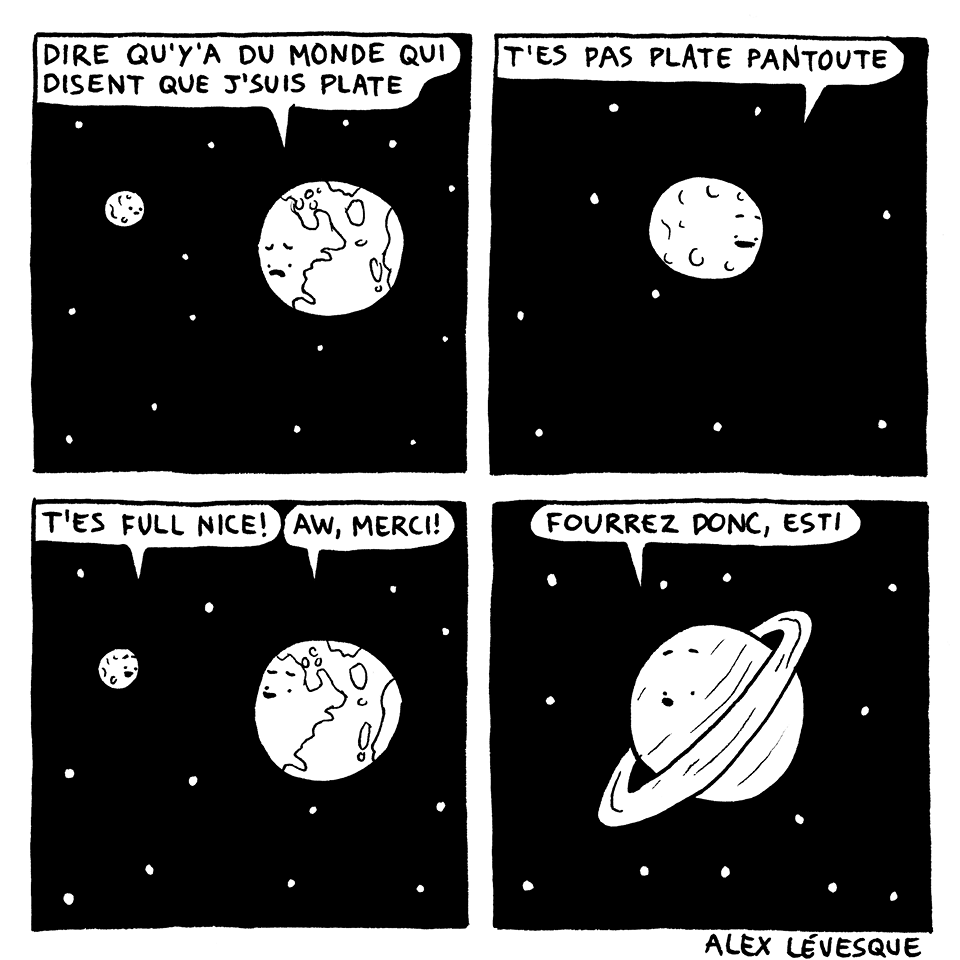 DIRE QU'Y'A DU MONDE QUI
DISENT QUE J'SUIS PLATE
T'ES PAS PLATE PANTOUTE
T'ES FULL NICE!
AW, MERCI!
FOURREZ DONC, ESTI
ALEX LÉVESQUE